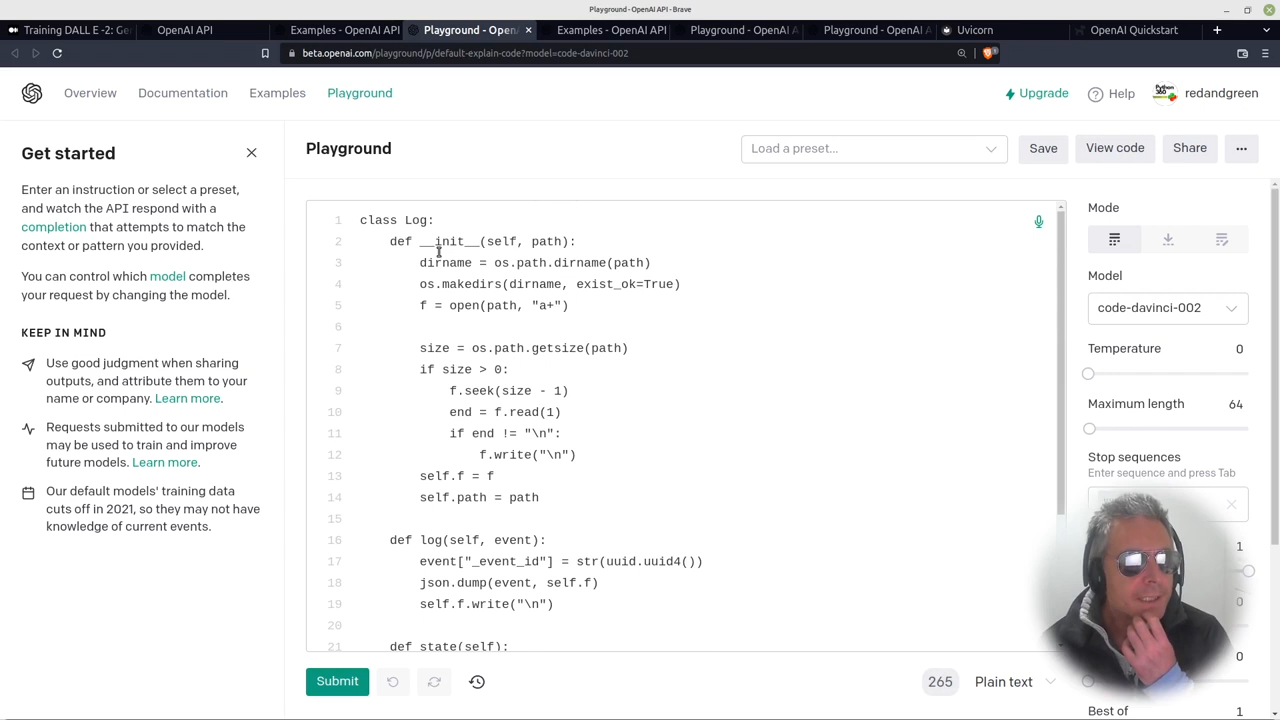 Playground - OpenAI API - Brave
Training DALL E -2: Ge
OpenAI API
Examples - OpenAI API
Playground - Open
Examples - OpenAI API
Playground - OpenAI
Playground - OpenAI A
Uvicorn
OpenAI Quickstart
beta.openai.com/playground/p/default-explain-code?model=code-davinci-002
Overview
Documentation
Examples
Playground
Upgrade
Help
redandgreen
Get started
Enter an instruction or select a preset,
and watch the API respond with a
completion that attempts to match the
context or pattern you provided.
You can control which model completes
your request by changing the model.
KEEP IN MIND
Use good judgment when sharing
outputs, and attribute them to your
name or company. Learn more.
Requests submitted to our models
may be used to train and improve
future models. Learn more.
Our default models' training data
cuts off in 2021, so they may not have
knowledge of current events.
Playground
Load a preset...
Save
View code
Share
...
1 class Log:
2 def __init__(self, path):
3 dirname = os.path.dirname(path)
4 os.makedirs(dirname, exist_ok=True)
5 f = open(path, "a+")
6
7 size = os.path.getsize(path)
8 if size > 0:
9 f.seek(size - 1)
10 end = f.read(1)
11 if end != "\n":
12 f.write("\n")
13 self.f = f
14 self.path = path
15
16 def log(self, event):
17 event["_event_id"] = str(uuid.uuid4())
18 json.dump(event, self.f)
19 self.f.write("\n")
20
21 def state(self):
Submit
265
Plain text
Mode
Model
code-davinci-002
Temperature 0
Maximum length 64
Stop sequences
Enter sequence and press Tab
1
0
0
Best of 1